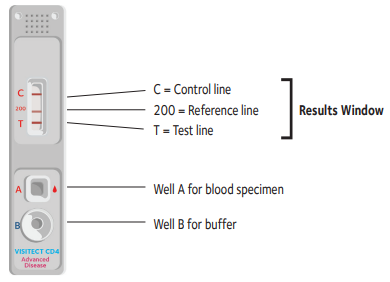 C
200
T
C = Control line
200 = Reference line
T = Test line
Results Window
A
Well A for blood specimen
B
Well B for buffer
VISITECT CD4
Advanced
Disease